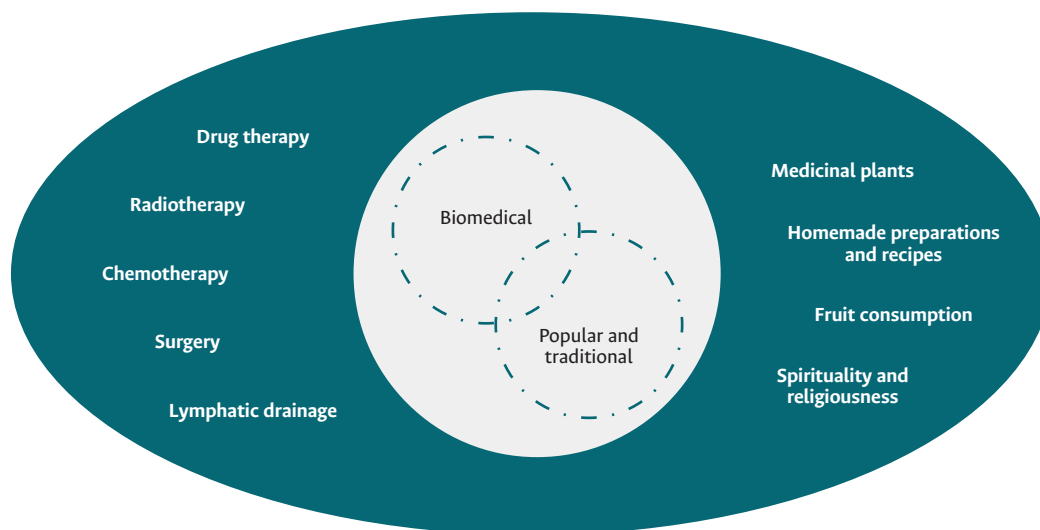 Drug therapy
Radiotherapy
Chemotherapy
Surgery
Lymphatic drainage
Biomedical
Popular and
traditional
Medicinal plants
Homemade preparations
and recipes
Fruit consumption
Spirituality and
religiousness